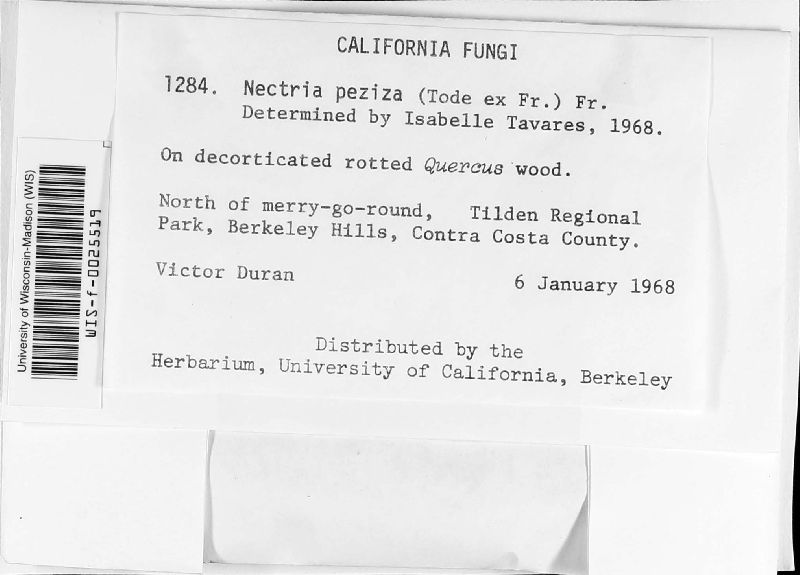 CALIFORNIA FUNGI
1284. Nectria peziza (Tode ex Fr.) Fr.
Determined by Isabelle Tavares, 1968.
On decorticated rotted Quercus wood.
North of merry-go-round, Tilden Regional
Park, Berkeley Hills, Contra Costa County.
Victor Duran 6 January 1968
Distributed by the
Herbarium, University of California, Berkeley
University of Wisconsin-Madison (WIS)
WIS-f-0025519